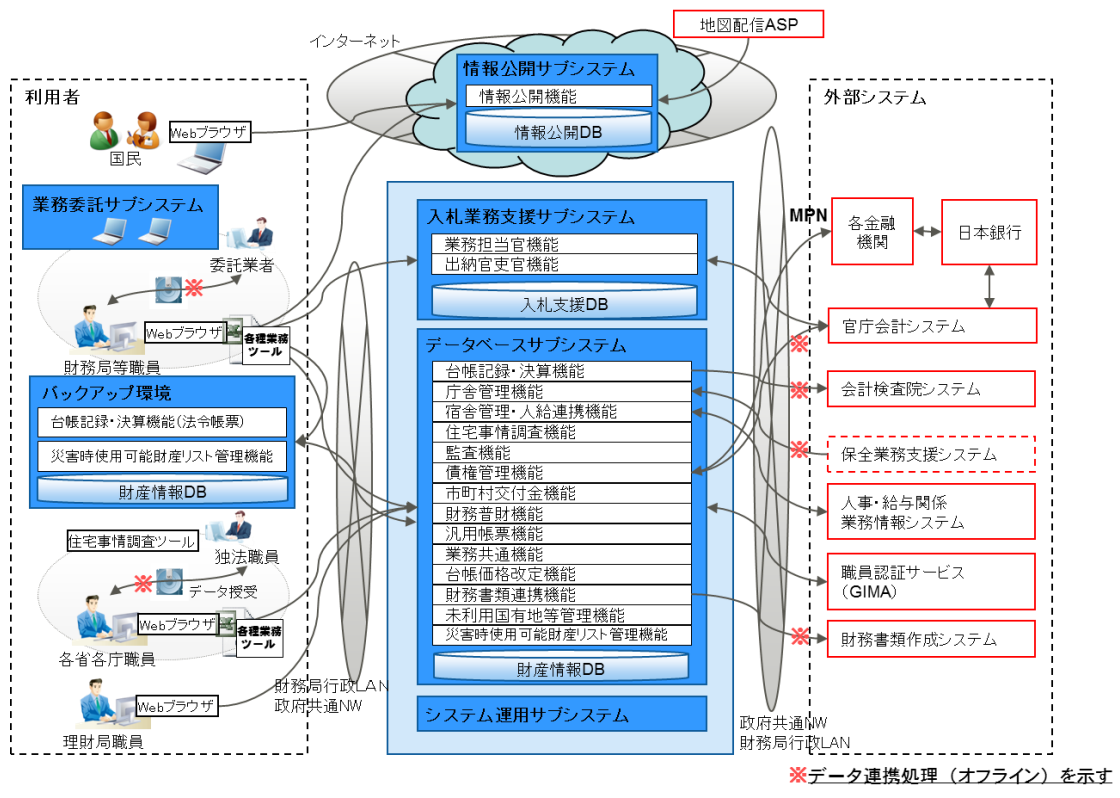 地図配信ASP
インターネット
情報公開サブシステム
情報公開機能
情報公開DB
利用者
Webブラウザ
国民
業務委託サブシステム
委託業者
※
Webブラウザ
各種業務
ツール
財務局等職員
バックアップ環境
台帳記録・決算機能(法令帳票)
災害時使用可能財産リスト管理機能
財産情報DB
住宅事情調査ツール
独法職員
※
データ授受
Webブラウザ
各種業務
ツール
各省各庁職員
Webブラウザ
理財局職員
財務局行政LAN
政府共通NW
入札業務支援サブシステム
業務担当官機能
出納官吏官機能
入札支援DB
データベースサブシステム
台帳記録・決算機能
庁舎管理機能
宿舎管理・人給連携機能
住宅事情調査機能
監査機能
債権管理機能
市町村交付金機能
財務普財機能
汎用帳票機能
業務共通機能
台帳価格改定機能
財務書類連携機能
未利用国有地等管理機能
災害時使用可能財産リスト管理機能
財産情報DB
システム運用サブシステム
政府共通NW
財務局行政LAN
外部システム
MPN
各金融
機関
日本銀行
官庁会計システム
※
会計検査院システム
※
保全業務支援システム
※
人事・給与関係
業務情報システム
職員認証サービス
(GIMA)
財務書類作成システム
※
※データ連携処理(オフライン)を示す